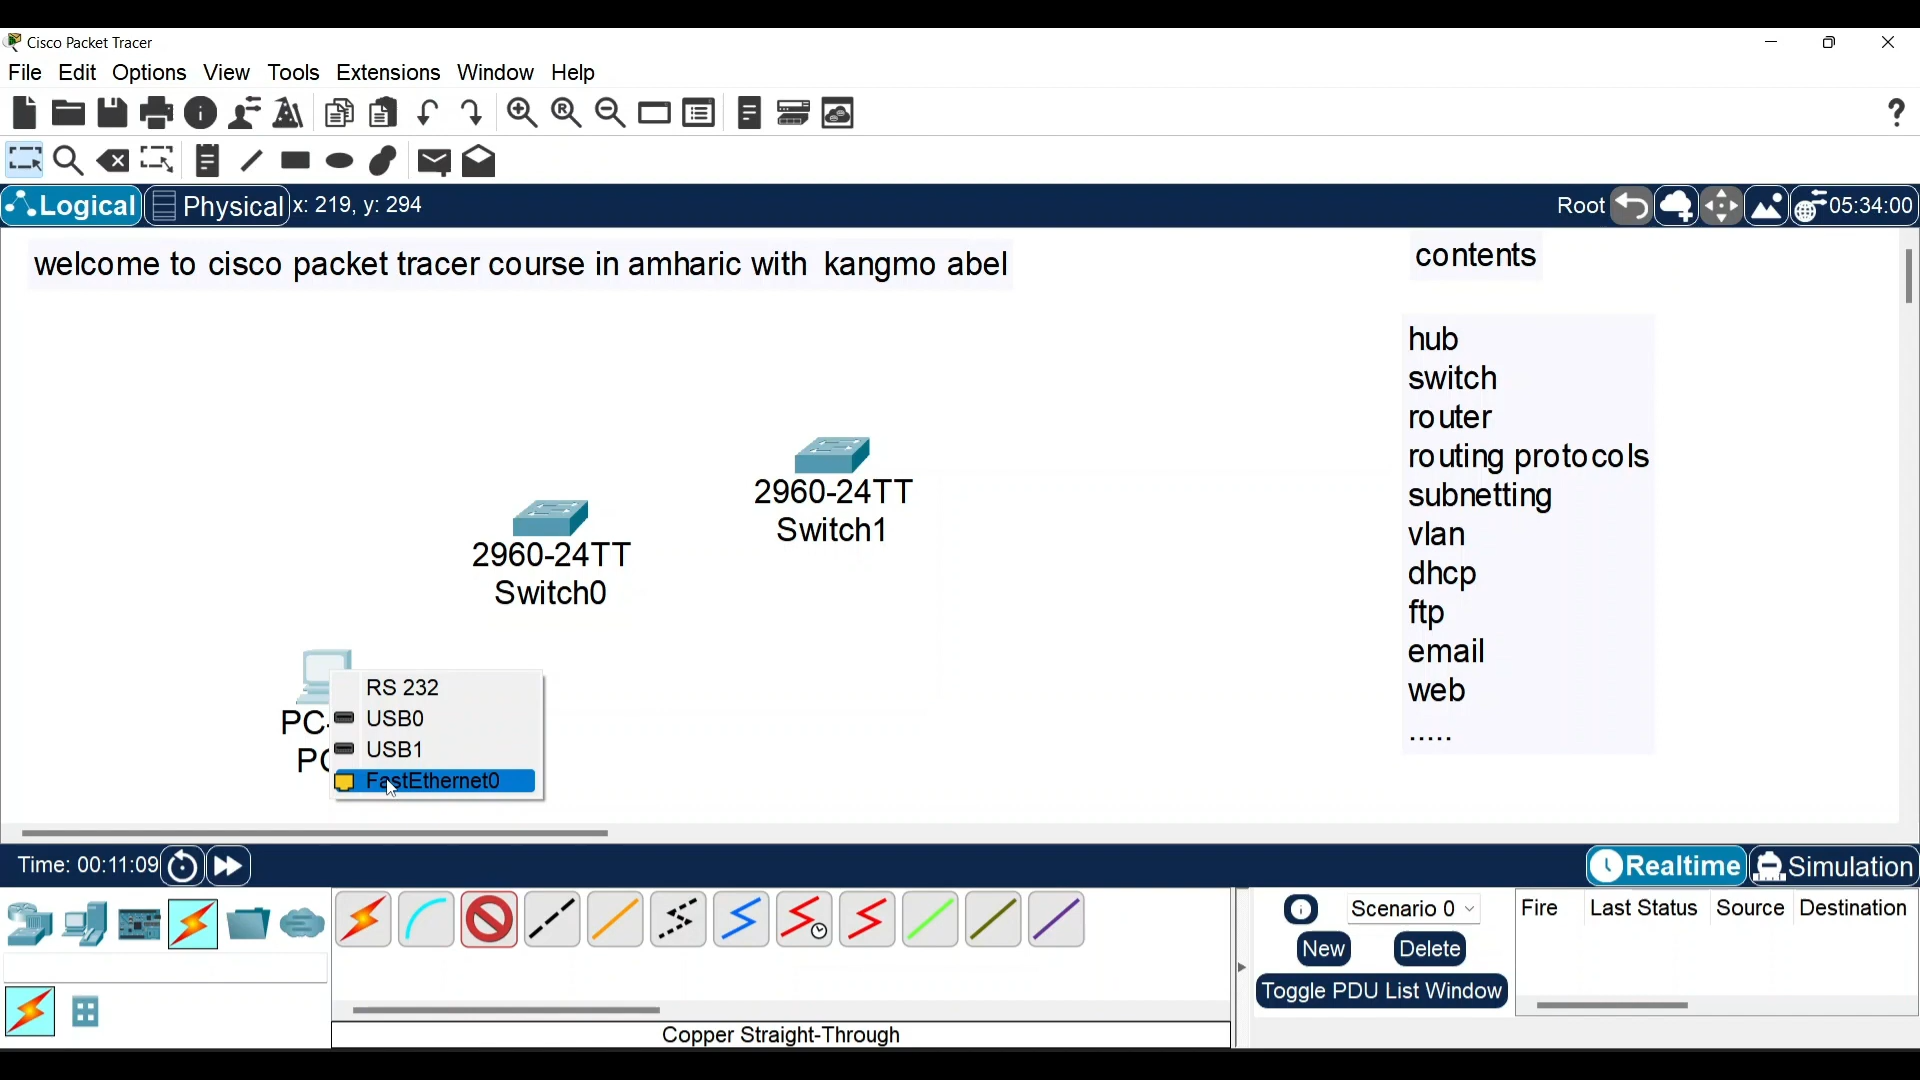 Cisco Packet Tracer
File Edit Options View Tools Extensions Window Help
Logical Physical x: 219, y: 294 Root 05:34:00
welcome to cisco packet tracer course in amharic with kangmo abel
contents
hub
switch
router
routing protocols
subnetting
vlan
dhcp
ftp
email
web
.....
2960-24TT
Switch1
2960-24TT
Switch0
PC-
PC
RS 232
USB0
USB1
FastEthernet0
Time: 00:11:09 Realtime Simulation
Scenario 0
New Delete
Toggle PDU List Window
Fire Last Status Source Destination
Copper Straight-Through